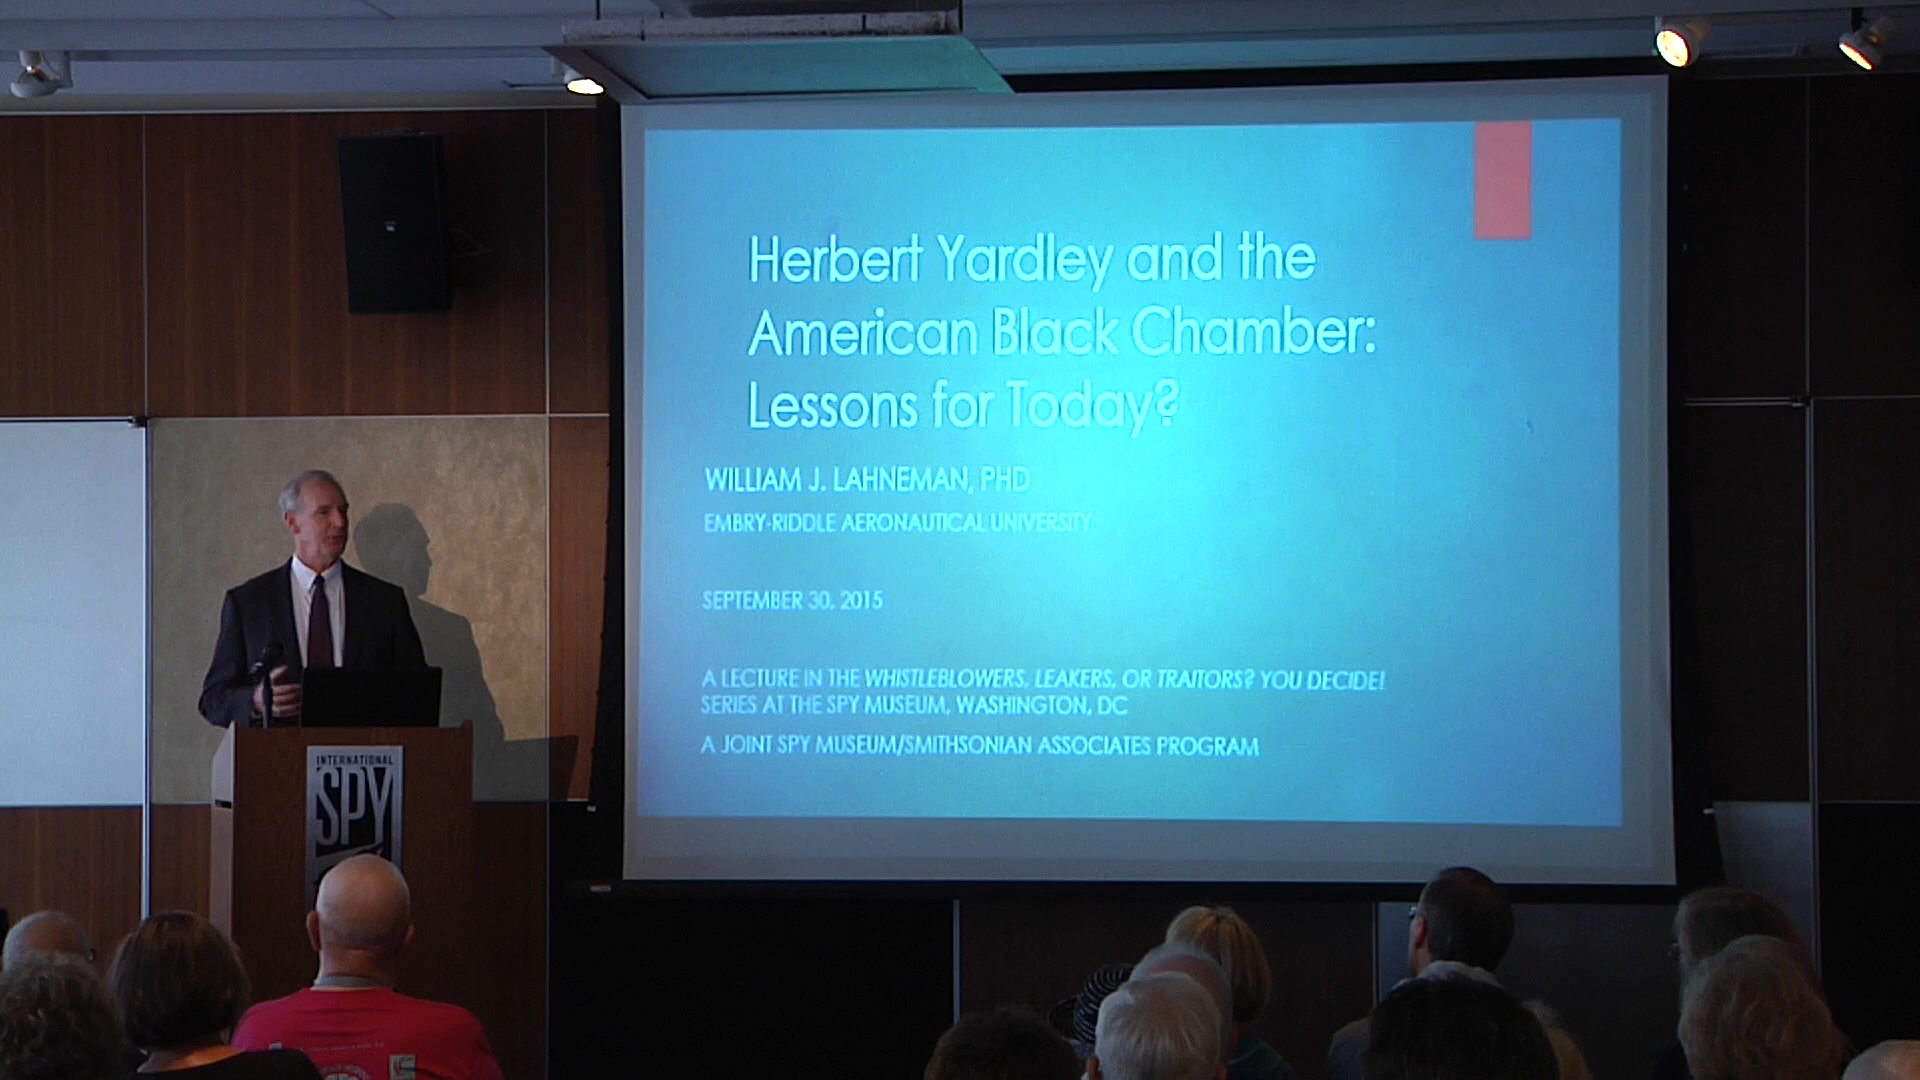 Herbert Yardley and the
American Black Chamber:
Lessons for Today?
WILLIAM J. LAHNEMAN, PHD
EMBRY-RIDDLE AERONAUTICAL UNIVERSITY
SEPTEMBER 30, 2015
A LECTURE IN THE WHISTLEBLOWERS, LEAKERS, OR TRAITORS? YOU DECIDE!
SERIES AT THE SPY MUSEUM, WASHINGTON, DC
A JOINT SPY MUSEUM/SMITHSONIAN ASSOCIATES PROGRAM
INTERNATIONAL
SPY